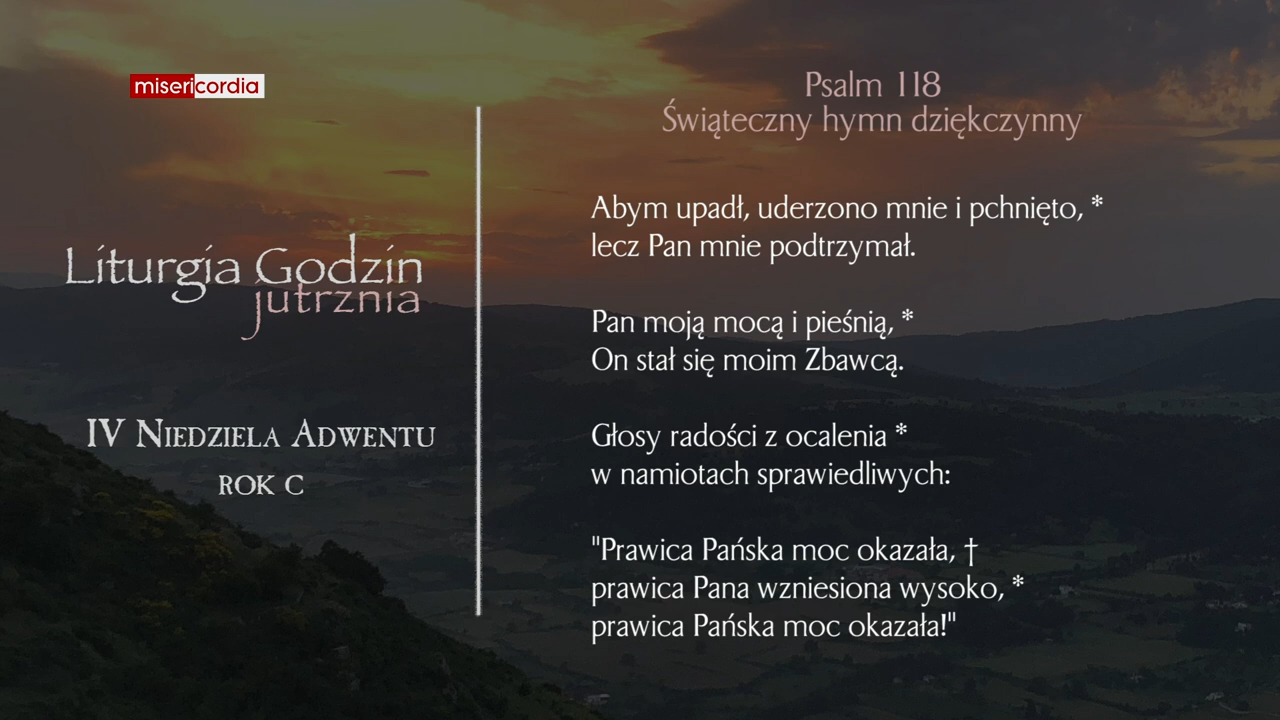 misericordia
Liturgia Godzin
jutrznia
IV Niedziela Adwentu
rok C
Psalm 118
Świąteczny hymn dziękczynny
Abym upadł, uderzono mnie i pchnięto, *
lecz Pan mnie podtrzymał.
Pan moją mocą i pieśnią, *
On stał się moim Zbawcą.
Głosy radości z ocalenia *
w namiotach sprawiedliwych:
"Prawica Pańska moc okazała, †
prawica Pana wzniesiona wysoko, *
prawica Pańska moc okazała!"